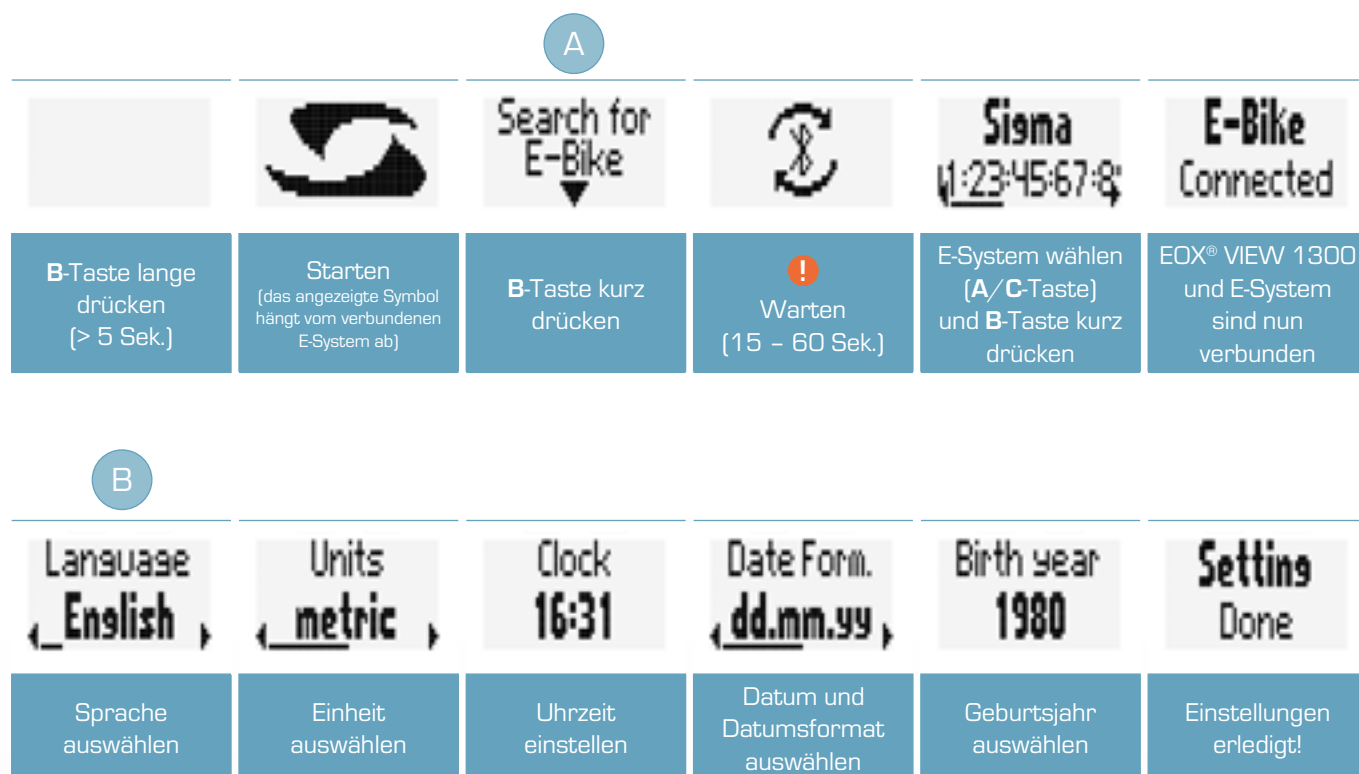 A
Search for
E-Bike
Sigma
1:23:45:67:8
E-Bike
Connected
B-Taste lange
drücken
(> 5 Sek.)
Starten
(das angezeigte Symbol
hängt vom verbundenen
E-System ab)
B-Taste kurz
drücken
!
Warten
(15 – 60 Sek.)
E-System wählen
(A/C-Taste)
und B-Taste kurz
drücken
EOX® VIEW 1300
und E-System
sind nun
verbunden
B
Language
English
Units
metric
Clock
16:31
Date Form.
dd.mm.yy
Birth year
1980
Setting
Done
Sprache
auswählen
Einheit
auswählen
Uhrzeit
einstellen
Datum und
Datumsformat
auswählen
Geburtsjahr
auswählen
Einstellungen
erledigt!